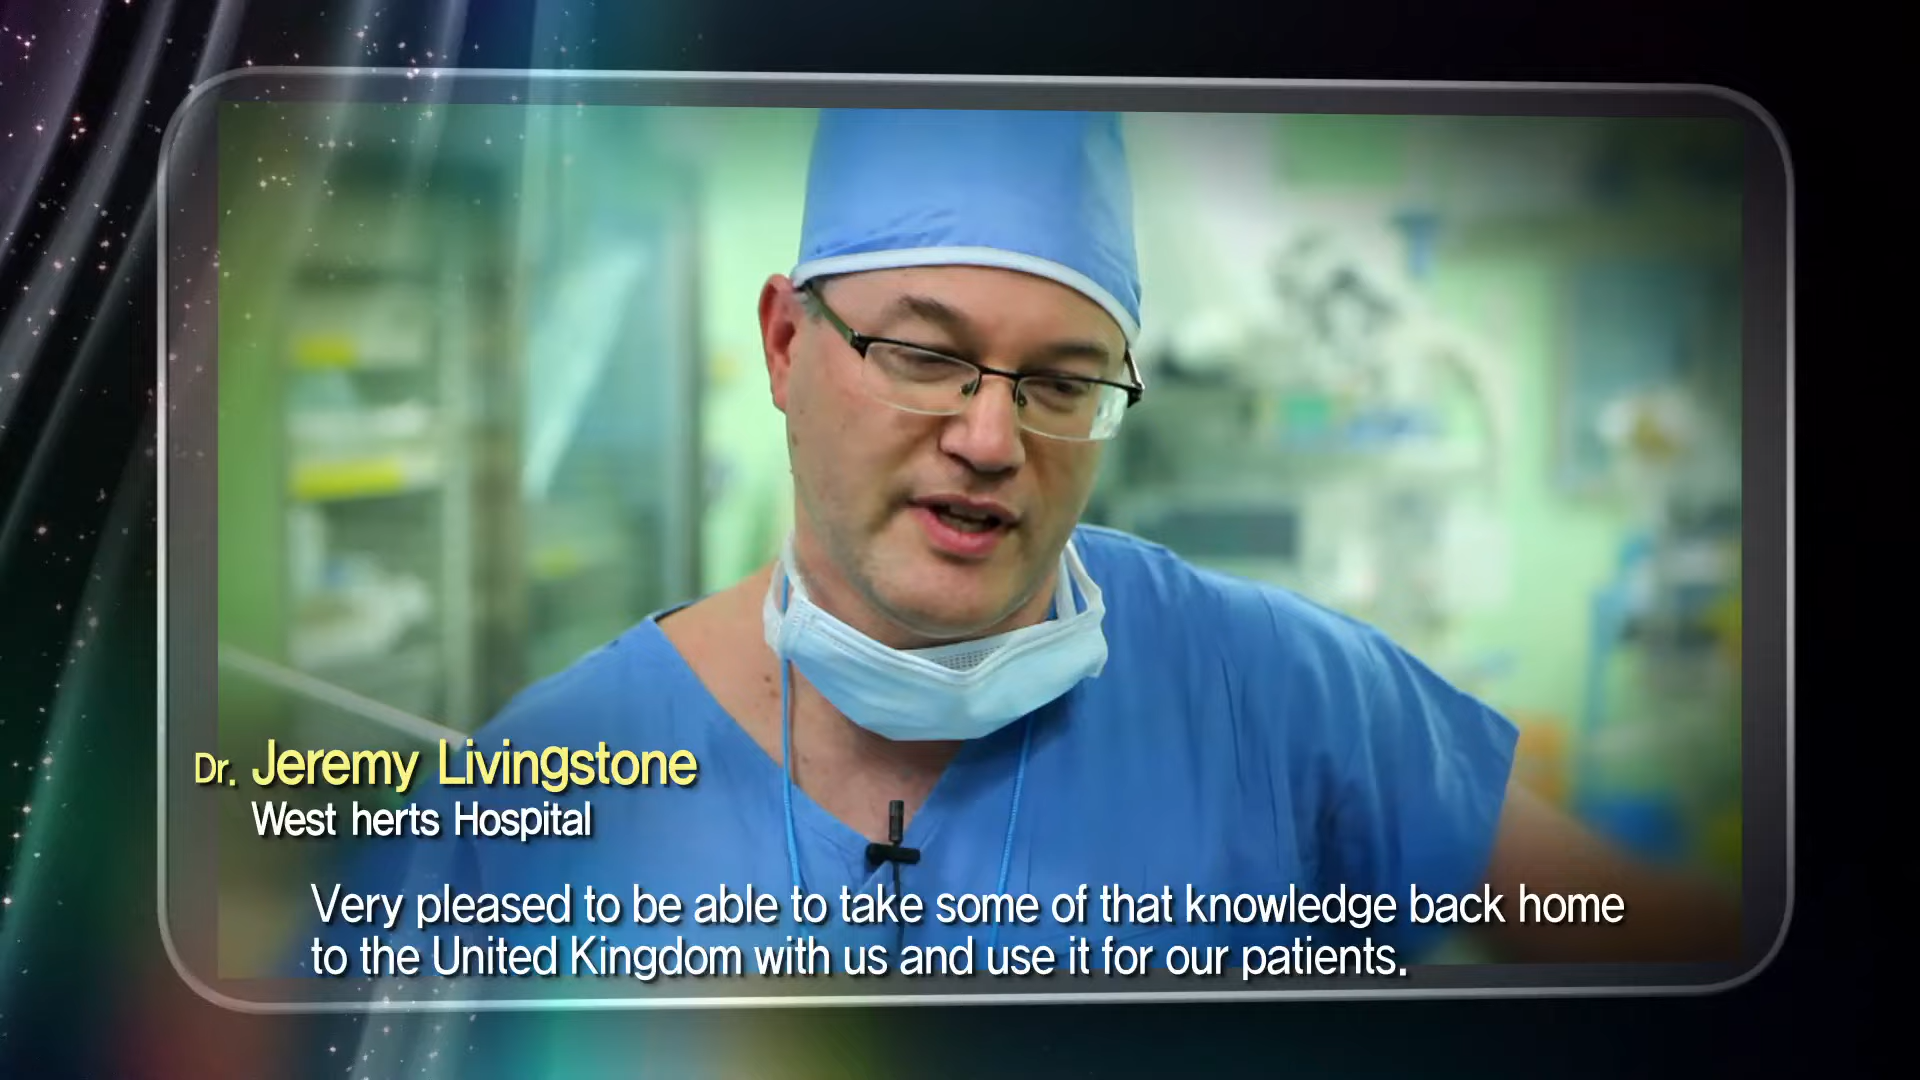 Dr. Jeremy Livingstone
West herts Hospital
Very pleased to be able to take some of that knowledge back home
to the United Kingdom with us and use it for our patients.